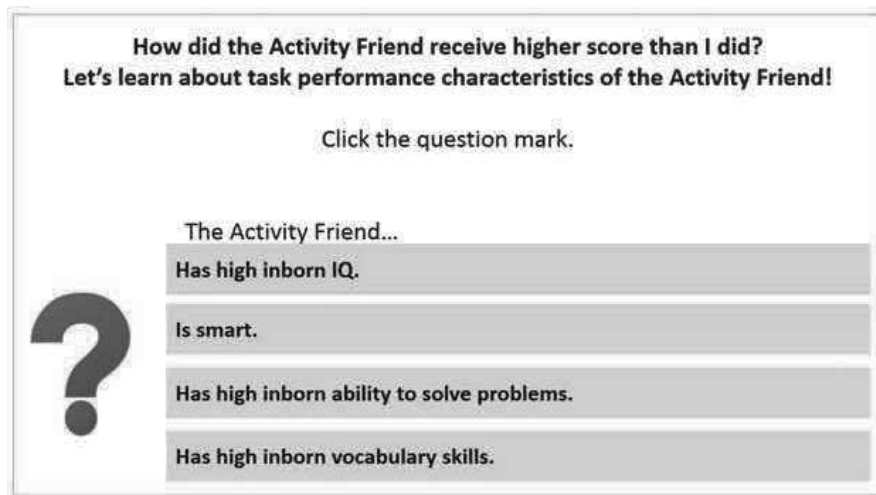 How did the Activity Friend receive higher score than I did?
Let's learn about task performance characteristics of the Activity Friend!
Click the question mark.
The Activity Friend...
Has high inborn IQ.
Is smart.
Has high inborn ability to solve problems.
Has high inborn vocabulary skills.